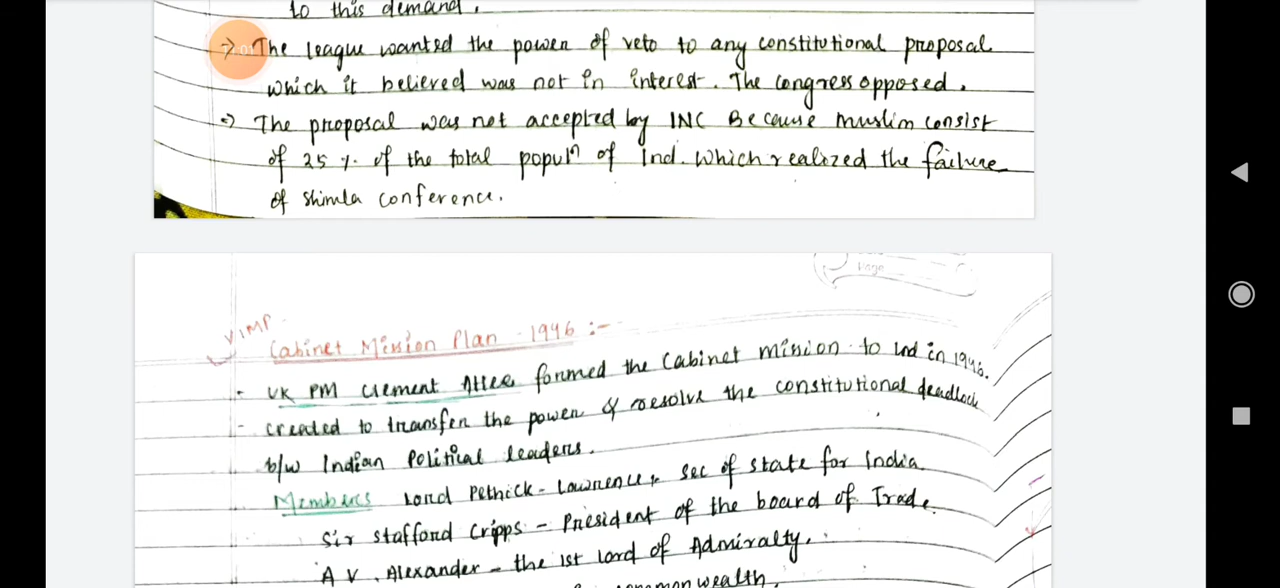 to this demand.
→ The league wanted the power of veto to any constitutional proposal
which it believed was not in interest. The congress opposed.
→ The proposal was not accepted by INC Because muslim consist
of 25 % of the total populⁿ of Ind. which realized the failure
of Shimla conference.
Page
VIMP.
Cabinet Mission Plan - 1946 :-
- UK PM Clement Attlee formed the Cabinet mission to Ind in 1946.
- created to transfer the power & resolve the constitutional deadlock
b/w Indian Political leaders.
Members Lord Pethick-Lawrence, Sec of state for India
Sir Stafford Cripps - President of the board of Trade.
A V. Alexander - the 1st Lord of Admiralty.
commonwealth.